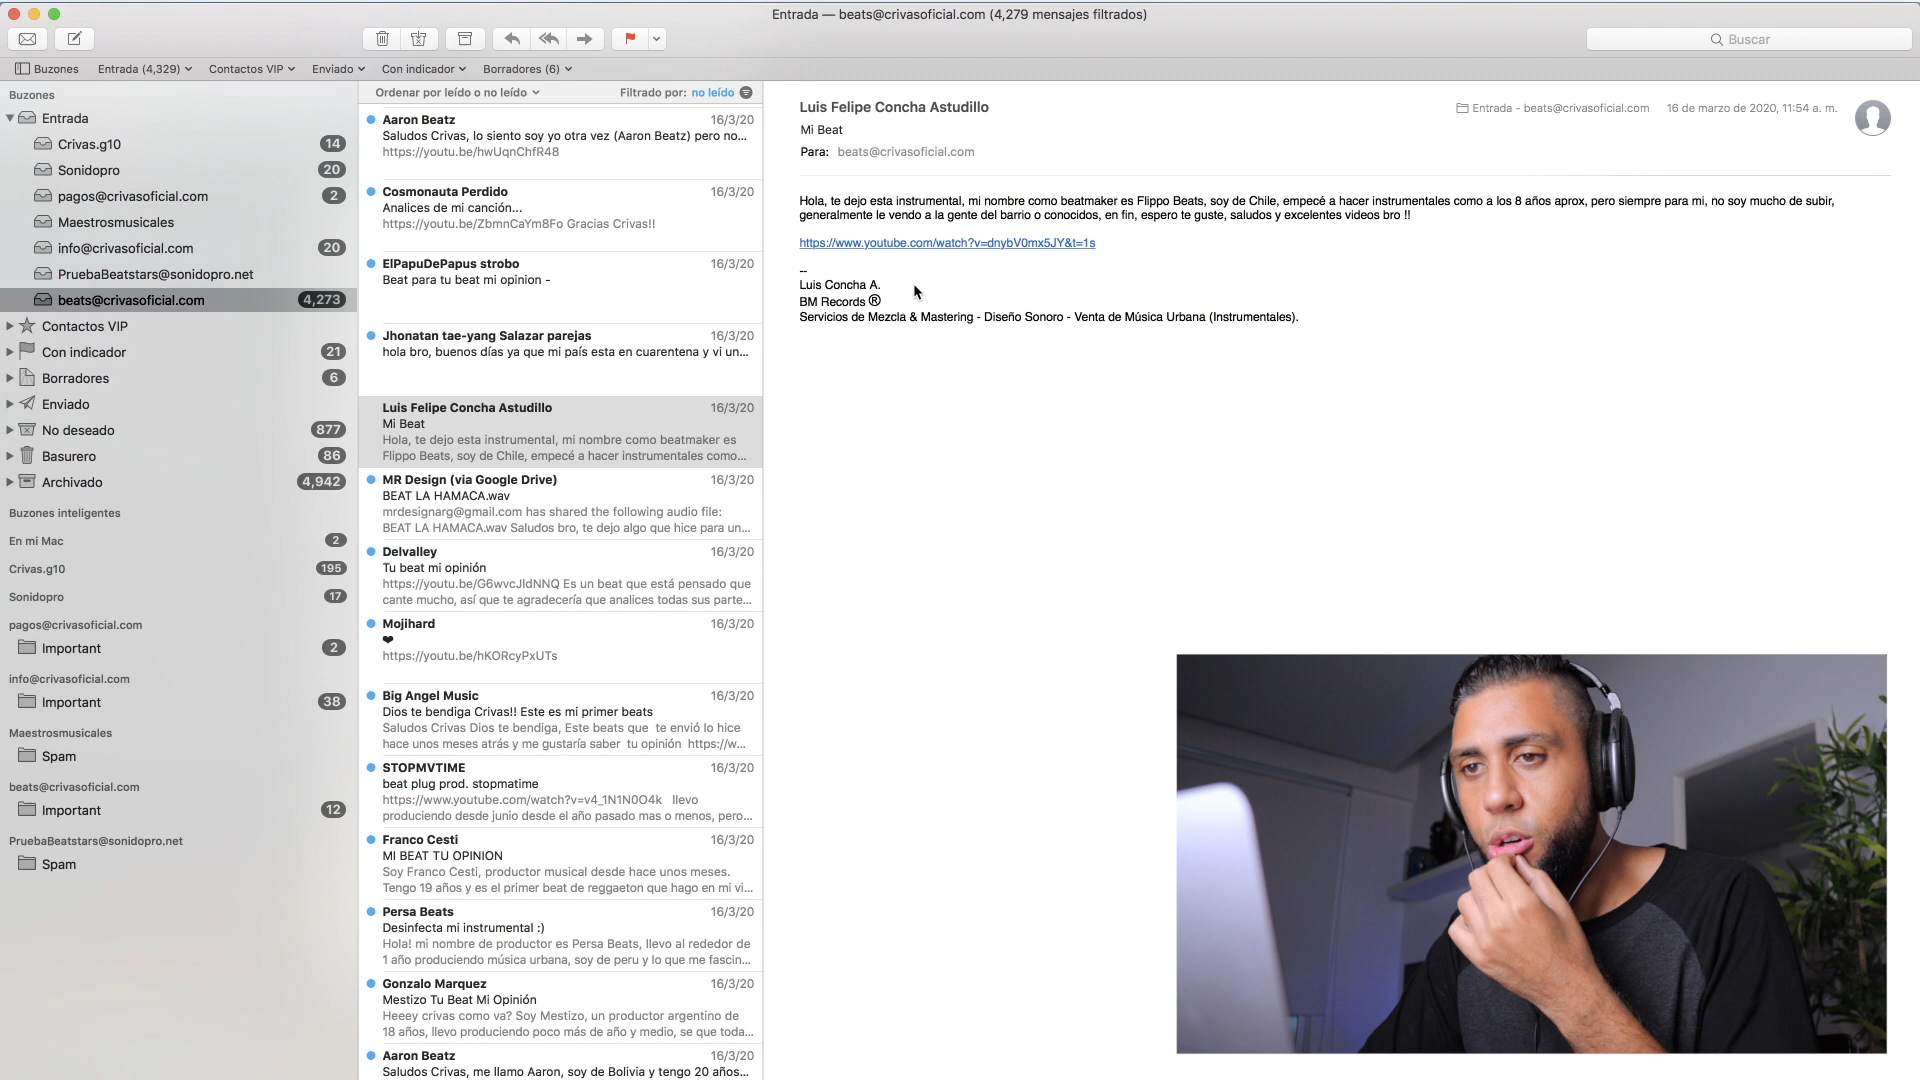 Entrada — beats@crivasoficial.com (4,279 mensajes filtrados)
Buscar
Buzones
Entrada (4,329)
Contactos VIP
Enviado
Con indicador
Borradores (6)
Buzones
Entrada
Crivas.g10 14
Sonidopro 20
pagos@crivasoficial.com 2
Maestrosmusicales
info@crivasoficial.com 20
PruebaBeatstars@sonidopro.net
beats@crivasoficial.com 4,273
Contactos VIP
Con indicador 21
Borradores 6
Enviado
No deseado 877
Basurero 86
Archivado 4,942
Buzones inteligentes
En mi Mac 2
Crivas.g10 195
Sonidopro 17
pagos@crivasoficial.com
Important 2
info@crivasoficial.com
Important 38
Maestrosmusicales
Spam
beats@crivasoficial.com
Important 12
PruebaBeatstars@sonidopro.net
Spam
Ordenar por leído o no leído
Filtrado por: no leído
Aaron Beatz 16/3/20
Saludos Crivas, lo siento soy yo otra vez (Aaron Beatz) pero no...
https://youtu.be/hwUqnChfR48
Cosmonauta Perdido 16/3/20
Analices de mi canción...
https://youtu.be/ZbmnCaYm8Fo Gracias Crivas!!
ElPapuDePapus strobo 16/3/20
Beat para tu beat mi opinion -
Jhonatan tae-yang Salazar parejas 16/3/20
hola bro, buenos días ya que mi país esta en cuarentena y vi un...
Luis Felipe Concha Astudillo 16/3/20
Mi Beat
Hola, te dejo esta instrumental, mi nombre como beatmaker es
Flippo Beats, soy de Chile, empecé a hacer instrumentales como...
MR Design (via Google Drive) 16/3/20
BEAT LA HAMACA.wav
mrdesignarg@gmail.com has shared the following audio file:
BEAT LA HAMACA.wav Saludos bro, te dejo algo que hice para un...
Delvalley 16/3/20
Tu beat mi opinión
https://youtu.be/G6wvcJldNNQ Es un beat que está pensado que
cante mucho, así que te agradecería que analices todas sus parte...
Mojihard 16/3/20
❤
https://youtu.be/hKORcyPxUTs
Big Angel Music 16/3/20
Dios te bendiga Crivas!! Este es mi primer beats
Saludos Crivas Dios te bendiga, Este beats que te envió lo hice
hace unos meses atrás y me gustaría saber tu opinión https://w...
STOPMVTIME 16/3/20
beat plug prod. stopmatime
https://www.youtube.com/watch?v=v4_1N1N0O4k llevo
produciendo desde junio desde el año pasado mas o menos, pero...
Franco Cesti 16/3/20
MI BEAT TU OPINION
Soy Franco Cesti, productor musical desde hace unos meses.
Tengo 19 años y es el primer beat de reggaeton que hago en mi vi...
Persa Beats 16/3/20
Desinfecta mi instrumental :)
Hola! mi nombre de productor es Persa Beats, llevo al rededor de
1 año produciendo música urbana, soy de peru y lo que me fascin...
Gonzalo Marquez 16/3/20
Mestizo Tu Beat Mi Opinión
Heeey crivas como va? Soy Mestizo, un productor argentino de
18 años, llevo produciendo poco más de año y medio, se que toda...
Aaron Beatz 16/3/20
Saludos Crivas, me llamo Aaron, soy de Bolivia y tengo 20 años...
Luis Felipe Concha Astudillo
Entrada - beats@crivasoficial.com 16 de marzo de 2020, 11:54 a. m.
Mi Beat
Para: beats@crivasoficial.com
Hola, te dejo esta instrumental, mi nombre como beatmaker es Flippo Beats, soy de Chile, empecé a hacer instrumentales como a los 8 años aprox, pero siempre para mi, no soy mucho de subir,
generalmente le vendo a la gente del barrio o conocidos, en fin, espero te guste, saludos y excelentes videos bro !!
https://www.youtube.com/watch?v=dnybV0mx5JY&t=1s
--
Luis Concha A.
BM Records ®
Servicios de Mezcla & Mastering - Diseño Sonoro - Venta de Música Urbana (Instrumentales).